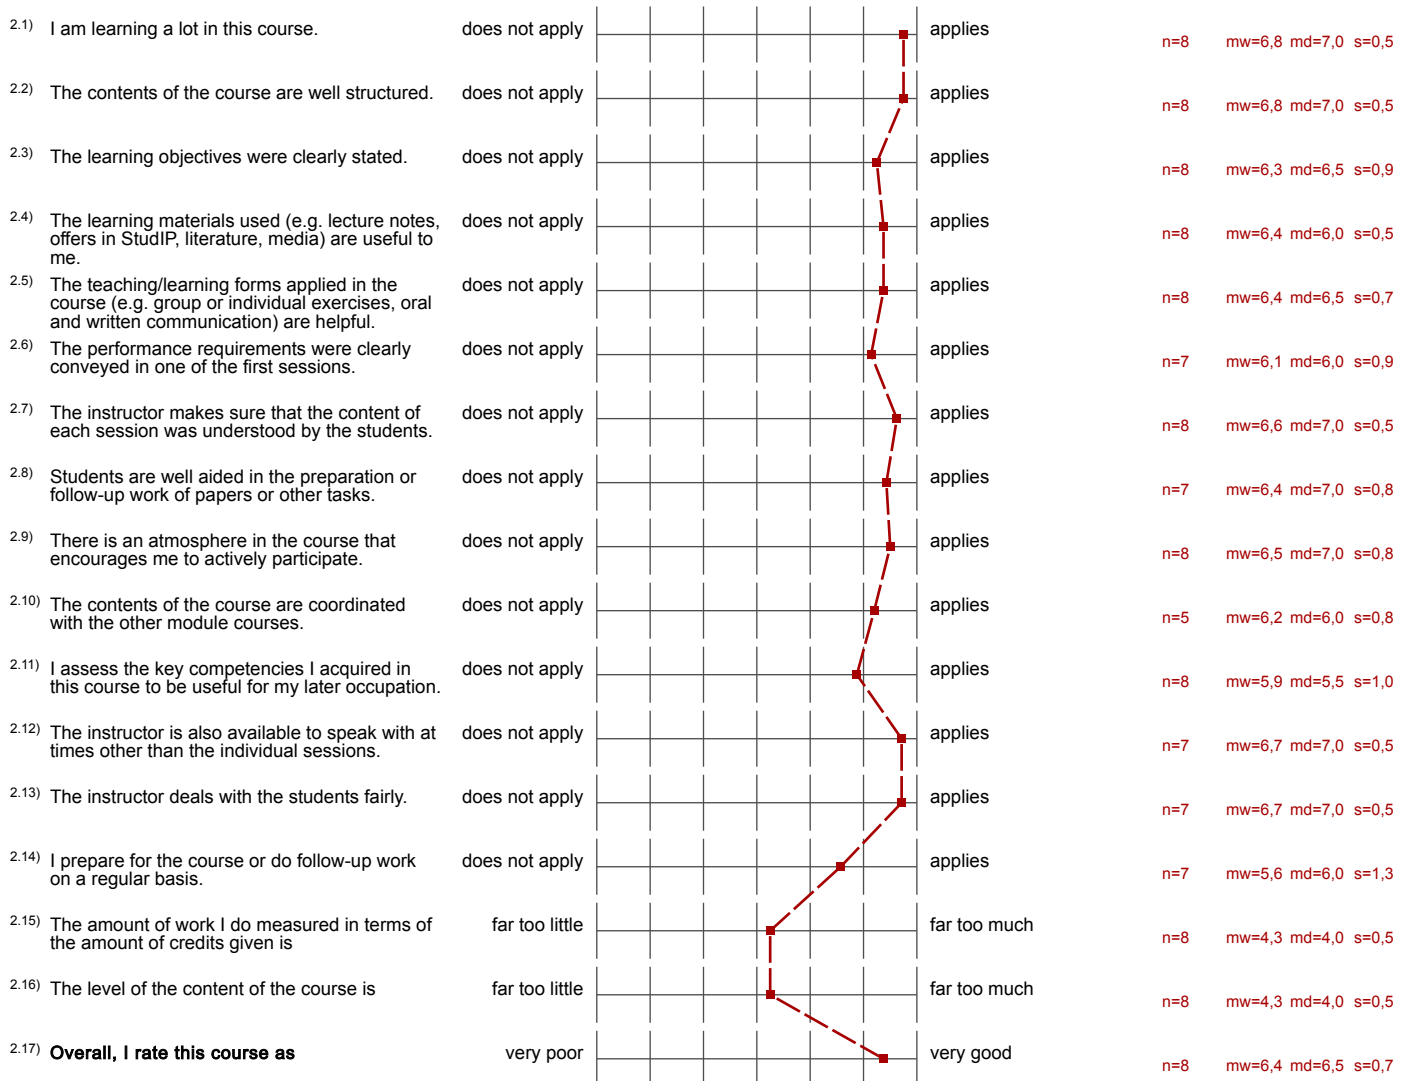 2.1) I am learning a lot in this course. does not apply applies n=8 mw=6,8 md=7,0 s=0,5
2.2) The contents of the course are well structured. does not apply applies n=8 mw=6,8 md=7,0 s=0,5
2.3) The learning objectives were clearly stated. does not apply applies n=8 mw=6,3 md=6,5 s=0,9
2.4) The learning materials used (e.g. lecture notes, does not apply applies n=8 mw=6,4 md=6,0 s=0,5
offers in StudIP, literature, media) are useful to
me.
2.5) The teaching/learning forms applied in the does not apply applies n=8 mw=6,4 md=6,5 s=0,7
course (e.g. group or individual exercises, oral
and written communication) are helpful.
2.6) The performance requirements were clearly does not apply applies n=7 mw=6,1 md=6,0 s=0,9
conveyed in one of the first sessions.
2.7) The instructor makes sure that the content of does not apply applies n=8 mw=6,6 md=7,0 s=0,5
each session was understood by the students.
2.8) Students are well aided in the preparation or does not apply applies n=7 mw=6,4 md=7,0 s=0,8
follow-up work of papers or other tasks.
2.9) There is an atmosphere in the course that does not apply applies n=8 mw=6,5 md=7,0 s=0,8
encourages me to actively participate.
2.10) The contents of the course are coordinated does not apply applies n=5 mw=6,2 md=6,0 s=0,8
with the other module courses.
2.11) I assess the key competencies I acquired in does not apply applies n=8 mw=5,9 md=5,5 s=1,0
this course to be useful for my later occupation.
2.12) The instructor is also available to speak with at does not apply applies n=7 mw=6,7 md=7,0 s=0,5
times other than the individual sessions.
2.13) The instructor deals with the students fairly. does not apply applies n=7 mw=6,7 md=7,0 s=0,5
2.14) I prepare for the course or do follow-up work does not apply applies n=7 mw=5,6 md=6,0 s=1,3
on a regular basis.
2.15) The amount of work I do measured in terms of far too little far too much n=8 mw=4,3 md=4,0 s=0,5
the amount of credits given is
2.16) The level of the content of the course is far too little far too much n=8 mw=4,3 md=4,0 s=0,5
2.17) Overall, I rate this course as very poor very good n=8 mw=6,4 md=6,5 s=0,7